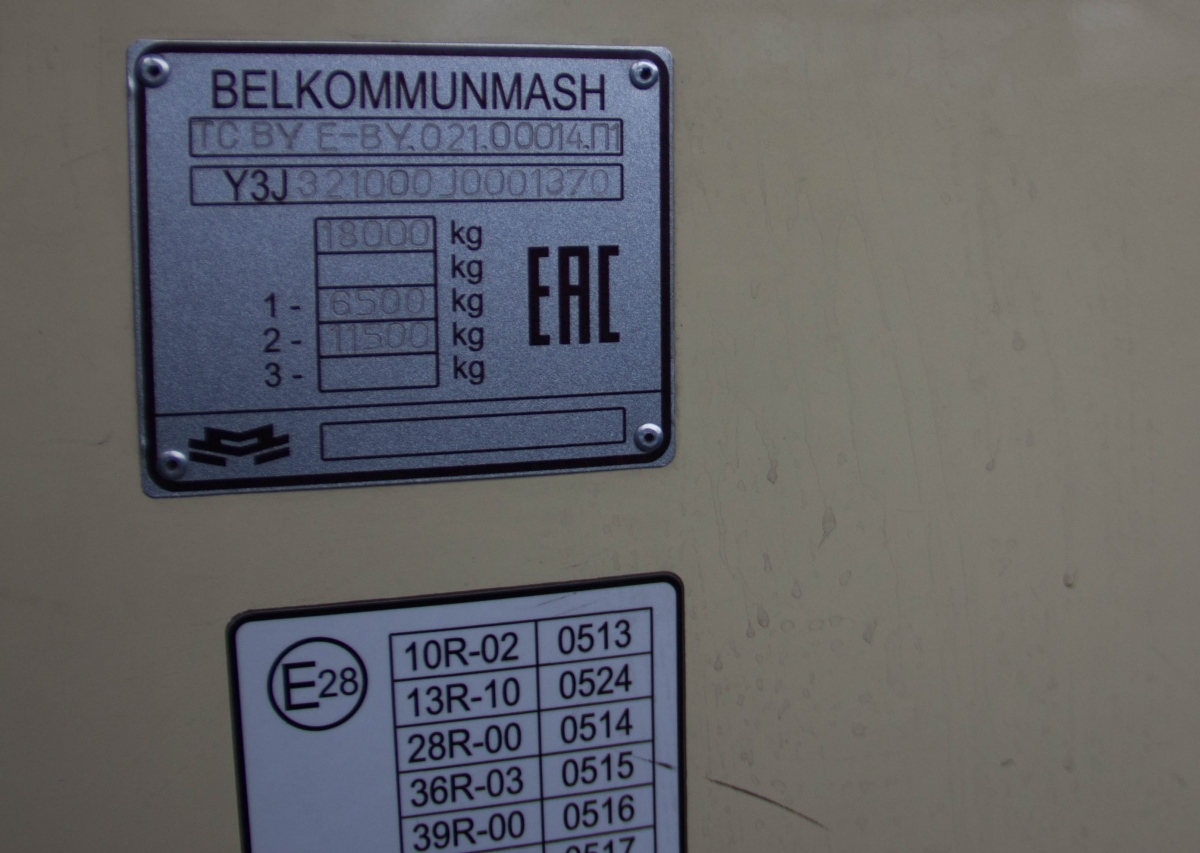 BELKOMMUNMASH
TC BY E-BY.021.00014.П1
Y3J321000J0001370
18000 kg
kg
1 - 6500 kg
2 - 11500 kg
3 - kg
EAC
E28
10R-02 0513
13R-10 0524
28R-00 0514
36R-03 0515
39R-00 0516
0517